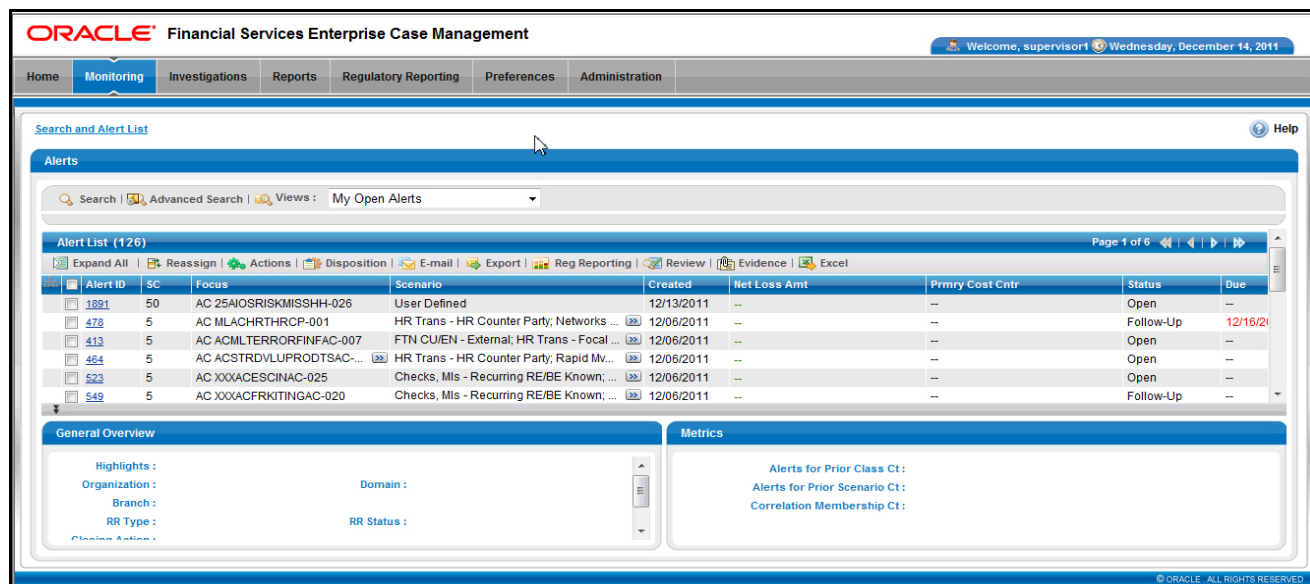 ORACLE Financial Services Enterprise Case Management
Welcome, supervisor1 Wednesday, December 14, 2011
Home Monitoring Investigations Reports Regulatory Reporting Preferences Administration
Search and Alert List
Help
Alerts
Search | Advanced Search | Views : My Open Alerts
Alert List (126) Page 1 of 6
Expand All | Reassign | Actions | Disposition | E-mail | Export | Reg Reporting | Review | Evidence | Excel
Alert ID SC Focus Scenario Created Net Loss Amt Prmry Cost Cntr Status Due
1891 50 AC 25AIOSRISKMISSHH-026 User Defined 12/13/2011 -- -- Open --
478 5 AC MLACHRTHRCP-001 HR Trans - HR Counter Party; Networks ... 12/06/2011 -- -- Follow-Up 12/16/20
413 5 AC ACMLTERRORFINFAC-007 FTN CU/EN - External; HR Trans - Focal ... 12/06/2011 -- -- Open --
464 5 AC ACSTRDVLUPRODTSAC-... HR Trans - HR Counter Party; Rapid Mv... 12/06/2011 -- -- Open --
523 5 AC XXXACESCINAC-025 Checks, MIs - Recurring RE/BE Known; ... 12/06/2011 -- -- Open --
549 5 AC XXXACFRKITINGAC-020 Checks, MIs - Recurring RE/BE Known; ... 12/06/2011 -- -- Follow-Up --
General Overview
Highlights :
Organization : Domain :
Branch :
RR Type : RR Status :
Closing Action :
Metrics
Alerts for Prior Class Ct :
Alerts for Prior Scenario Ct :
Correlation Membership Ct :
© ORACLE . ALL RIGHTS RESERVED